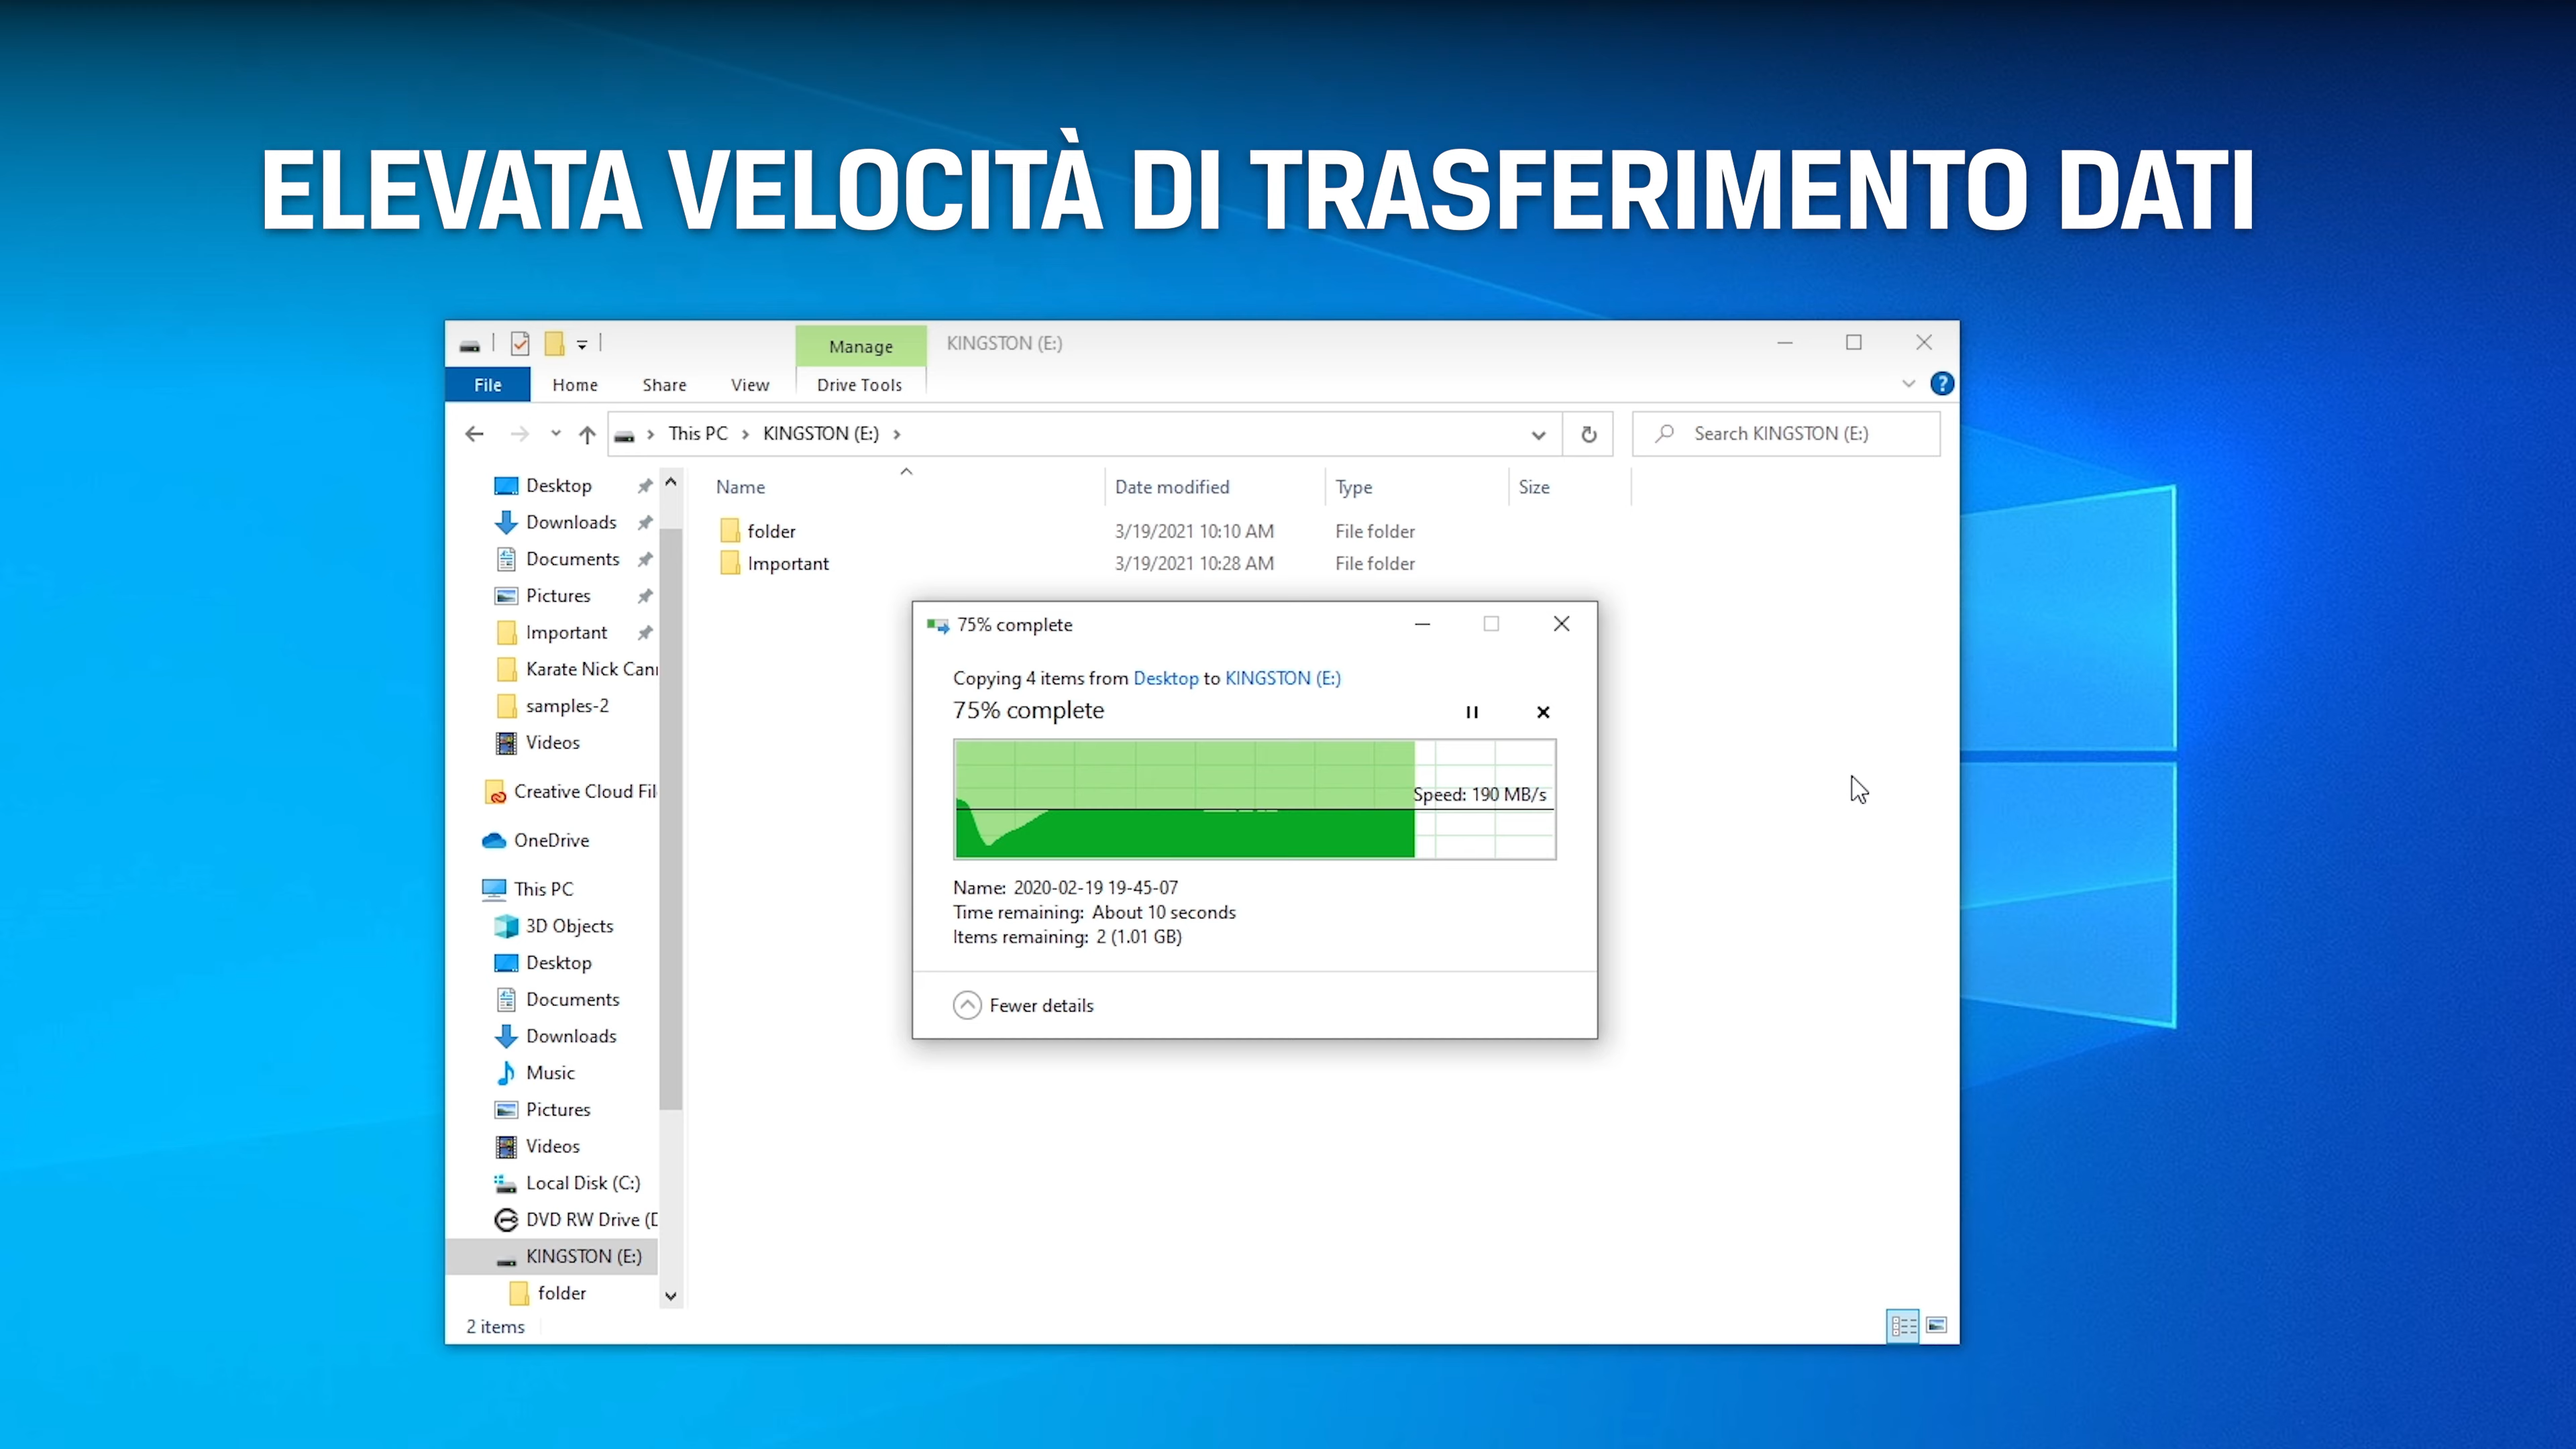 ELEVATA VELOCITÀ DI TRASFERIMENTO DATI
Manage KINGSTON (E:)
File Home Share View Drive Tools
This PC KINGSTON (E:) Search KINGSTON (E:)
Desktop
Downloads
Documents
Pictures
Important
Karate Nick
samples-2
Videos
Creative Cloud
OneDrive
This PC
3D Objects
Desktop
Documents
Downloads
Music
Pictures
Videos
Local Disk (C:)
DVD RW Drive
KINGSTON (E:)
folder
2 items
Name Date modified Type Size
folder 3/19/2021 10:10 AM File folder
Important 3/19/2021 10:28 AM File folder
75% complete
Copying 4 items from Desktop to KINGSTON (E:)
75% complete
Speed: 190 MB/s
Name: 2020-02-19 19-45-07
Time remaining: About 10 seconds
Items remaining: 2 (1.01 GB)
Fewer details